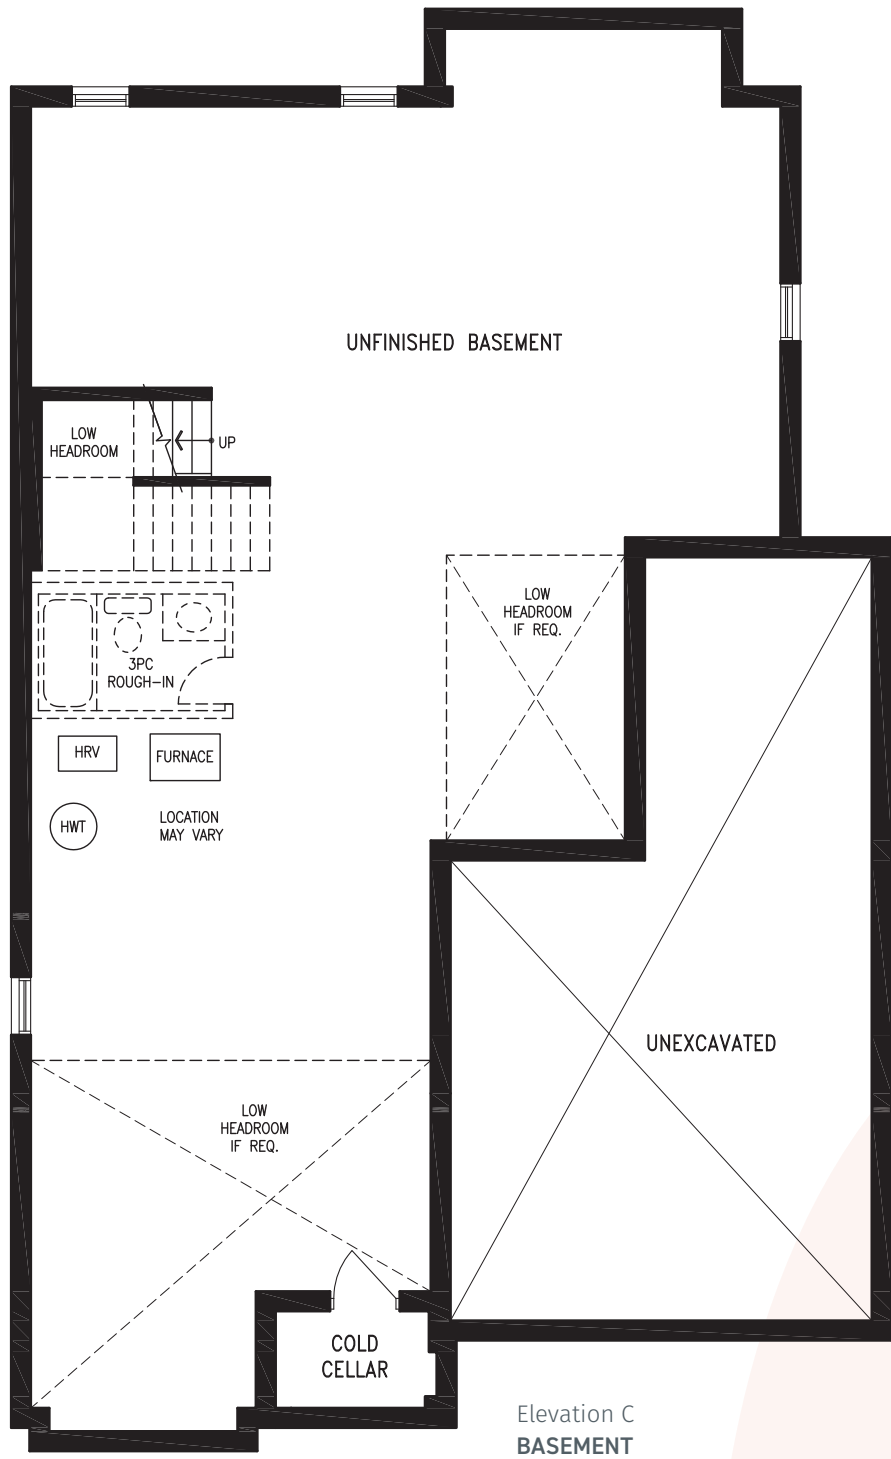 UNFINISHED BASEMENT
LOW
HEADROOM
UP
LOW
HEADROOM
IF REQ.
3PC
ROUGH-IN
HRV
FURNACE
HWT
LOCATION
MAY VARY
UNEXCAVATED
LOW
HEADROOM
IF REQ.
COLD
CELLAR
Elevation C
BASEMENT